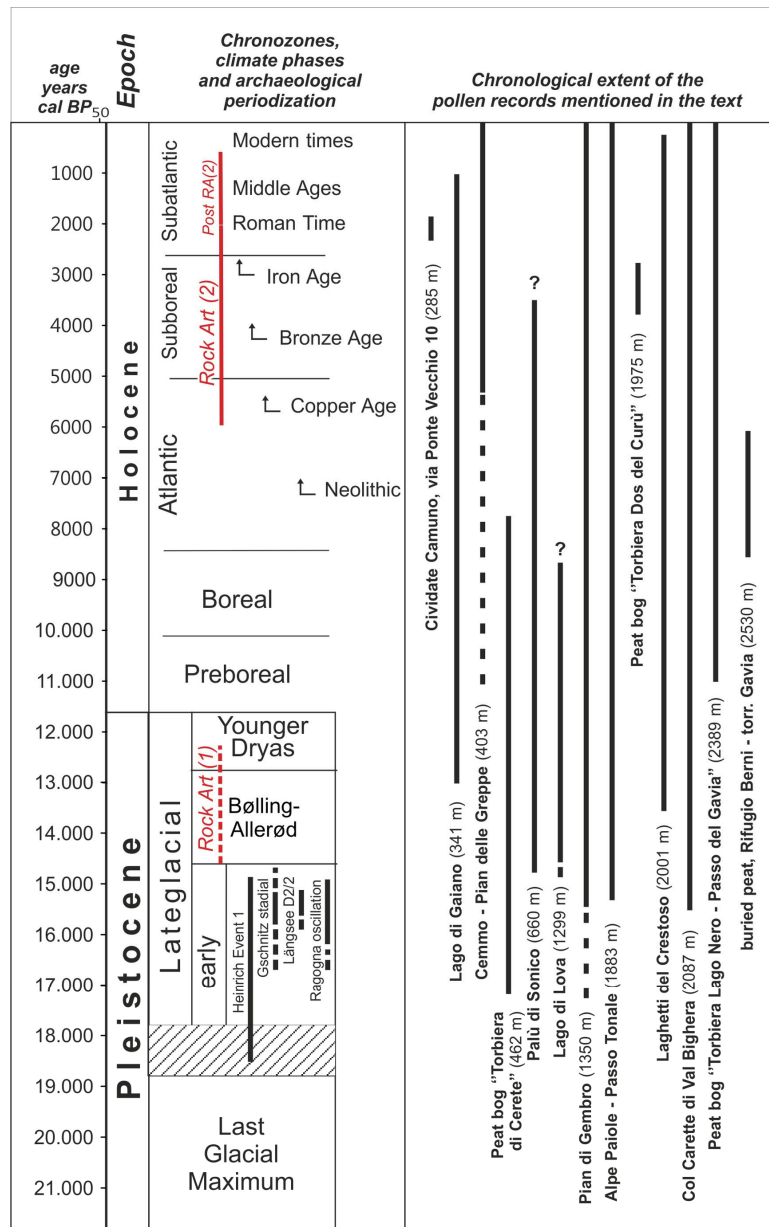 age
years
cal BP
50
Epoch
Chronozones,
climate phases
and archaeological
periodization
Chronological extent of the
pollen records mentioned in the text
1000
2000
3000
4000
5000
6000
7000
8000
9000
10.000
11.000
12.000
13.000
14.000
15.000
16.000
17.000
18.000
19.000
20.000
21.000
Holocene
Pleistocene
Subatlantic
Subboreal
Atlantic
Boreal
Preboreal
Post RA(2)
Rock Art (2)
Modern times
Middle Ages
Roman Time
Iron Age
Bronze Age
Copper Age
Neolithic
Lateglacial
early
Younger
Dryas
Rock Art (1)
Bølling-
Allerød
Heinrich Event 1
Gschnitz stadial
Längsee D2/2
Ragogna oscillation
Last
Glacial
Maximum
Cividate Camuno, via Ponte Vecchio 10 (285 m)
Lago di Gaiano (341 m)
Cemmo - Pian delle Greppe (403 m)
Peat bog “Torbiera
di Cerete” (462 m)
?
Palù di Sonico (660 m)
?
Lago di Lova (1299 m)
Pian di Gembro (1350 m)
Alpe Paiole - Passo Tonale (1883 m)
Peat bog “Torbiera Dos del Curù” (1975 m)
Laghetti del Crestoso (2001 m)
Col Carette di Val Bighera (2087 m)
Peat bog “Torbiera Lago Nero - Passo del Gavia” (2389 m)
buried peat, Rifugio Berni - torr. Gavia (2530 m)